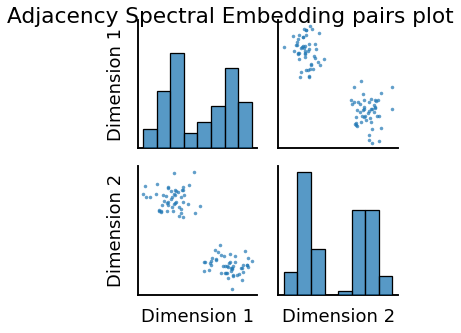 Adjacency Spectral Embedding pairs plot
Dimension 1
Dimension 2
Dimension 1
Dimension 2